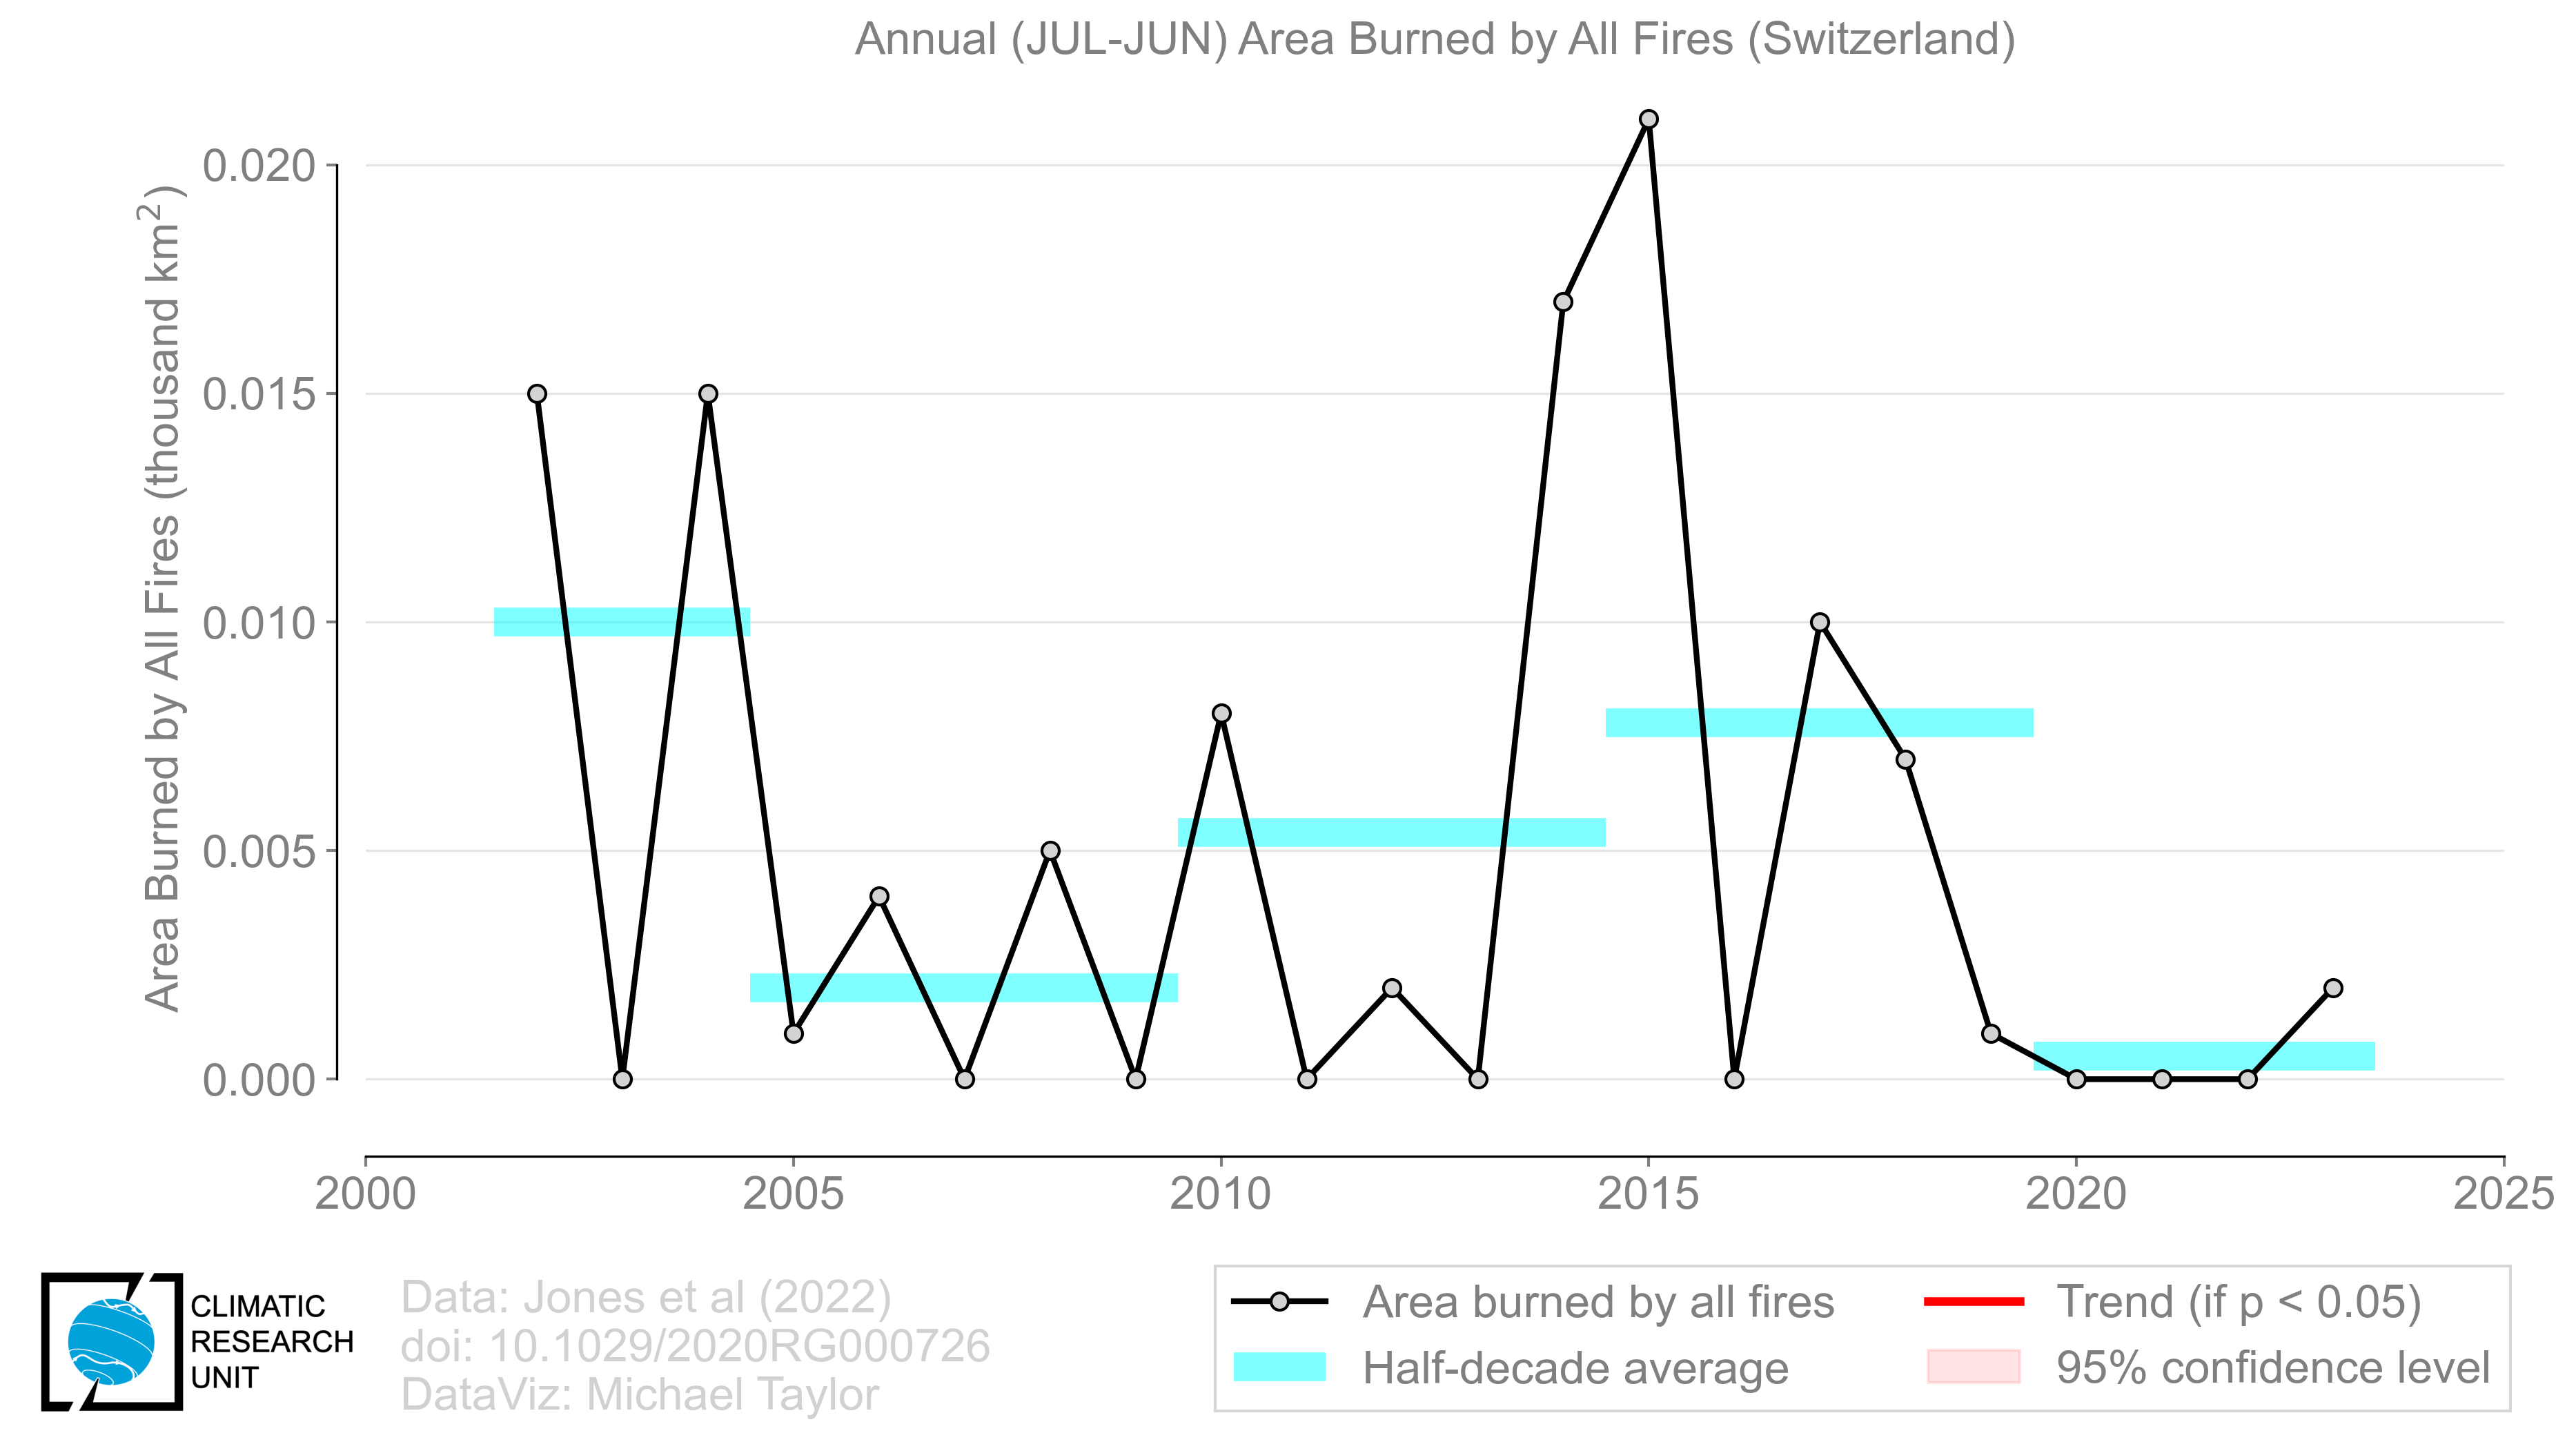 Annual (JUL-JUN) Area Burned by All Fires (Switzerland)
Area Burned by All Fires (thousand km²)
0.020
0.015
0.010
0.005
0.000
2000 2005 2010 2015 2020 2025
CLIMATIC
RESEARCH
UNIT
Data: Jones et al (2022)
doi: 10.1029/2020RG000726
DataViz: Michael Taylor
Area burned by all fires
Half-decade average
Trend (if p < 0.05)
95% confidence level